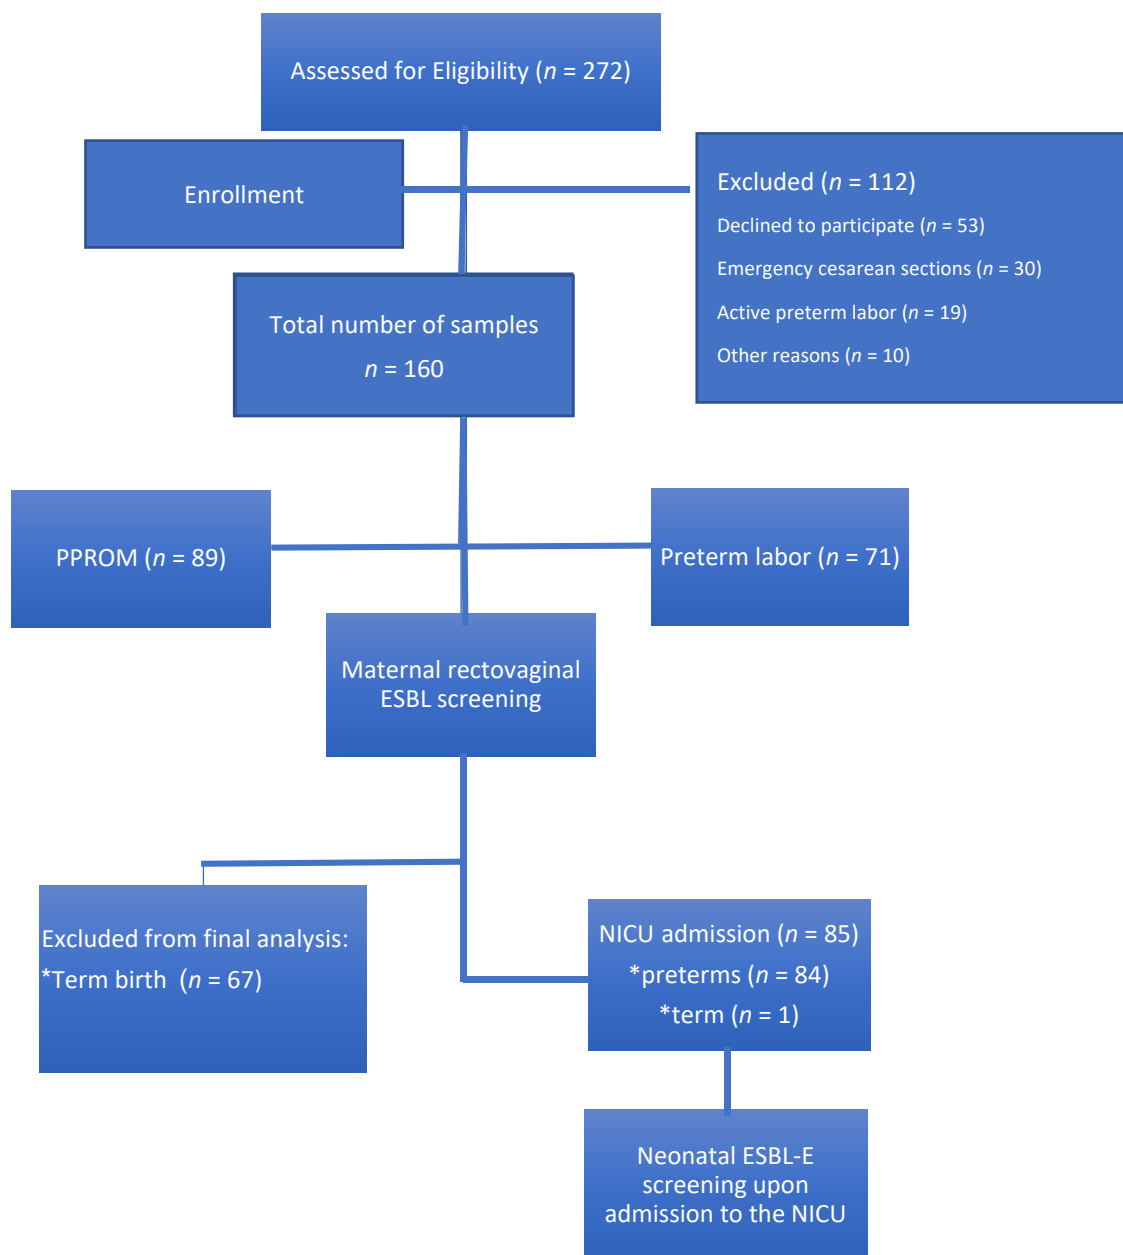 Assessed for Eligibility (n = 272)
Enrollment
Excluded (n = 112)
Declined to participate (n = 53)
Emergency cesarean sections (n = 30)
Active preterm labor (n = 19)
Other reasons (n = 10)
Total number of samples
n = 160
PPROM (n = 89)
Preterm labor (n = 71)
Maternal rectovaginal
ESBL screening
Excluded from final analysis:
*Term birth (n = 67)
NICU admission (n = 85)
*preterms (n = 84)
*term (n = 1)
Neonatal ESBL-E
screening upon
admission to the NICU